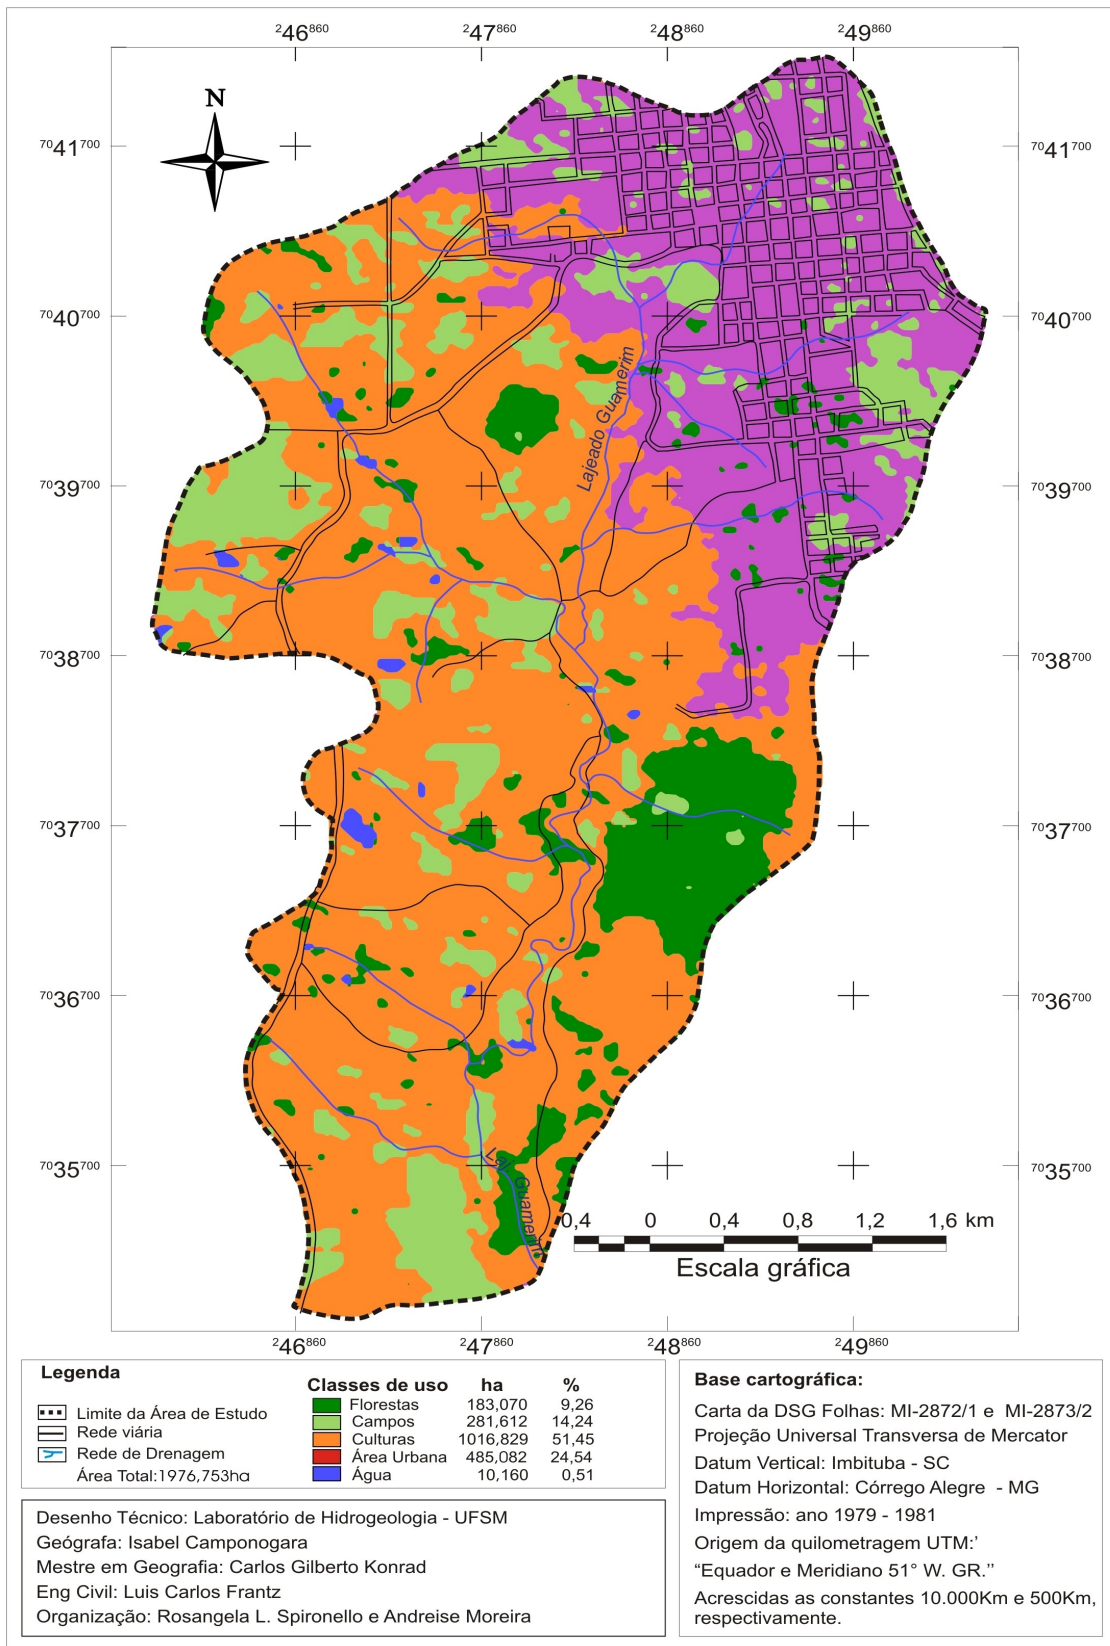 246860 247860 248860 249860
N
7041700 7041700
7040700 7040700
Lajeado Guamerim
7039700 7039700
7038700 7038700
7037700 7037700
7036700 7036700
7035700 7035700
Laj. Guamerim
0,4 0 0,4 0,8 1,2 1,6 km
Escala gráfica
246860 247860 248860 249860
Legenda
Limite da Área de Estudo
Rede viária
Rede de Drenagem
Área Total:1976,753ha
Classes de uso ha %
Florestas 183,070 9,26
Campos 281,612 14,24
Culturas 1016,829 51,45
Área Urbana 485,082 24,54
Água 10,160 0,51
Desenho Técnico: Laboratório de Hidrogeologia - UFSM
Geógrafa: Isabel Camponogara
Mestre em Geografia: Carlos Gilberto Konrad
Eng Civil: Luis Carlos Frantz
Organização: Rosangela L. Spironello e Andreise Moreira
Base cartográfica:
Carta da DSG Folhas: MI-2872/1 e MI-2873/2
Projeção Universal Transversa de Mercator
Datum Vertical: Imbituba - SC
Datum Horizontal: Córrego Alegre - MG
Impressão: ano 1979 - 1981
Origem da quilometragem UTM:’
“Equador e Meridiano 51° W. GR.’’
Acrescidas as constantes 10.000Km e 500Km,
respectivamente.